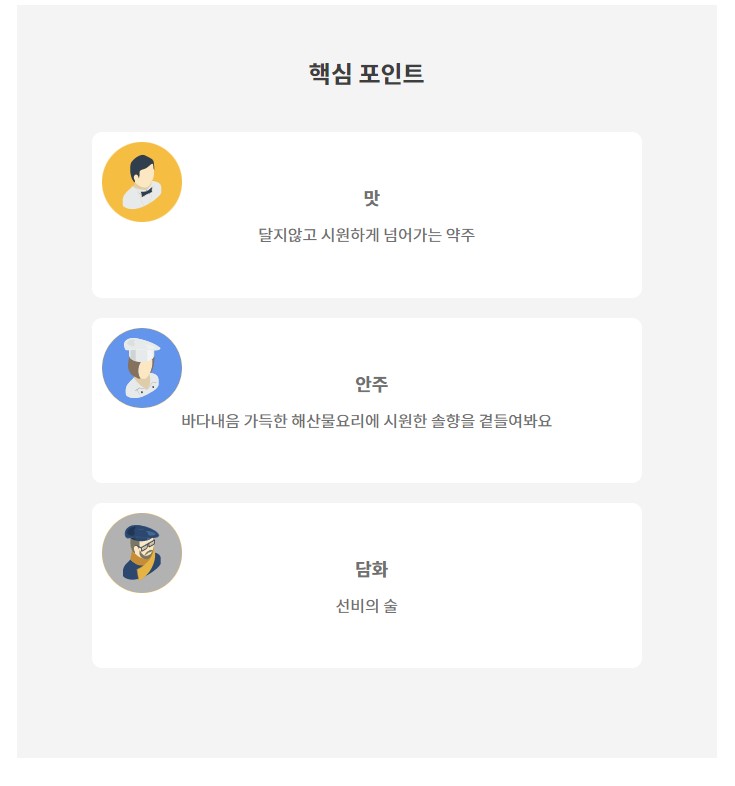 핵심 포인트
맛
달지않고 시원하게 넘어가는 약주
안주
바다내음 가득한 해산물요리에 시원한 솔향을 곁들여봐요
담화
선비의 술